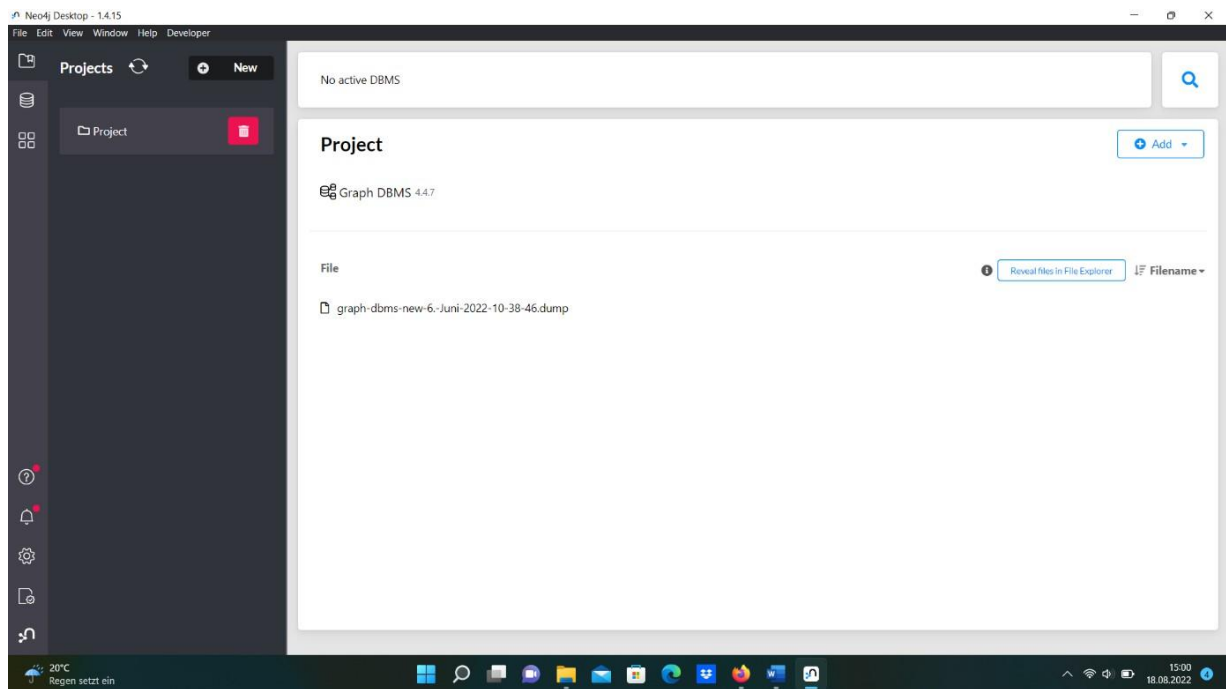 Neo4j Desktop - 1.4.15
File Edit View Window Help Developer
Projects
New
Project
No active DBMS
Project
Add
Graph DBMS 4.4.7
File
Reveal files in File Explorer
Filename
graph-dbms-new-6.-Juni-2022-10-38-46.dump
20°C
Regen setzt ein
15:00
18.08.2022
4